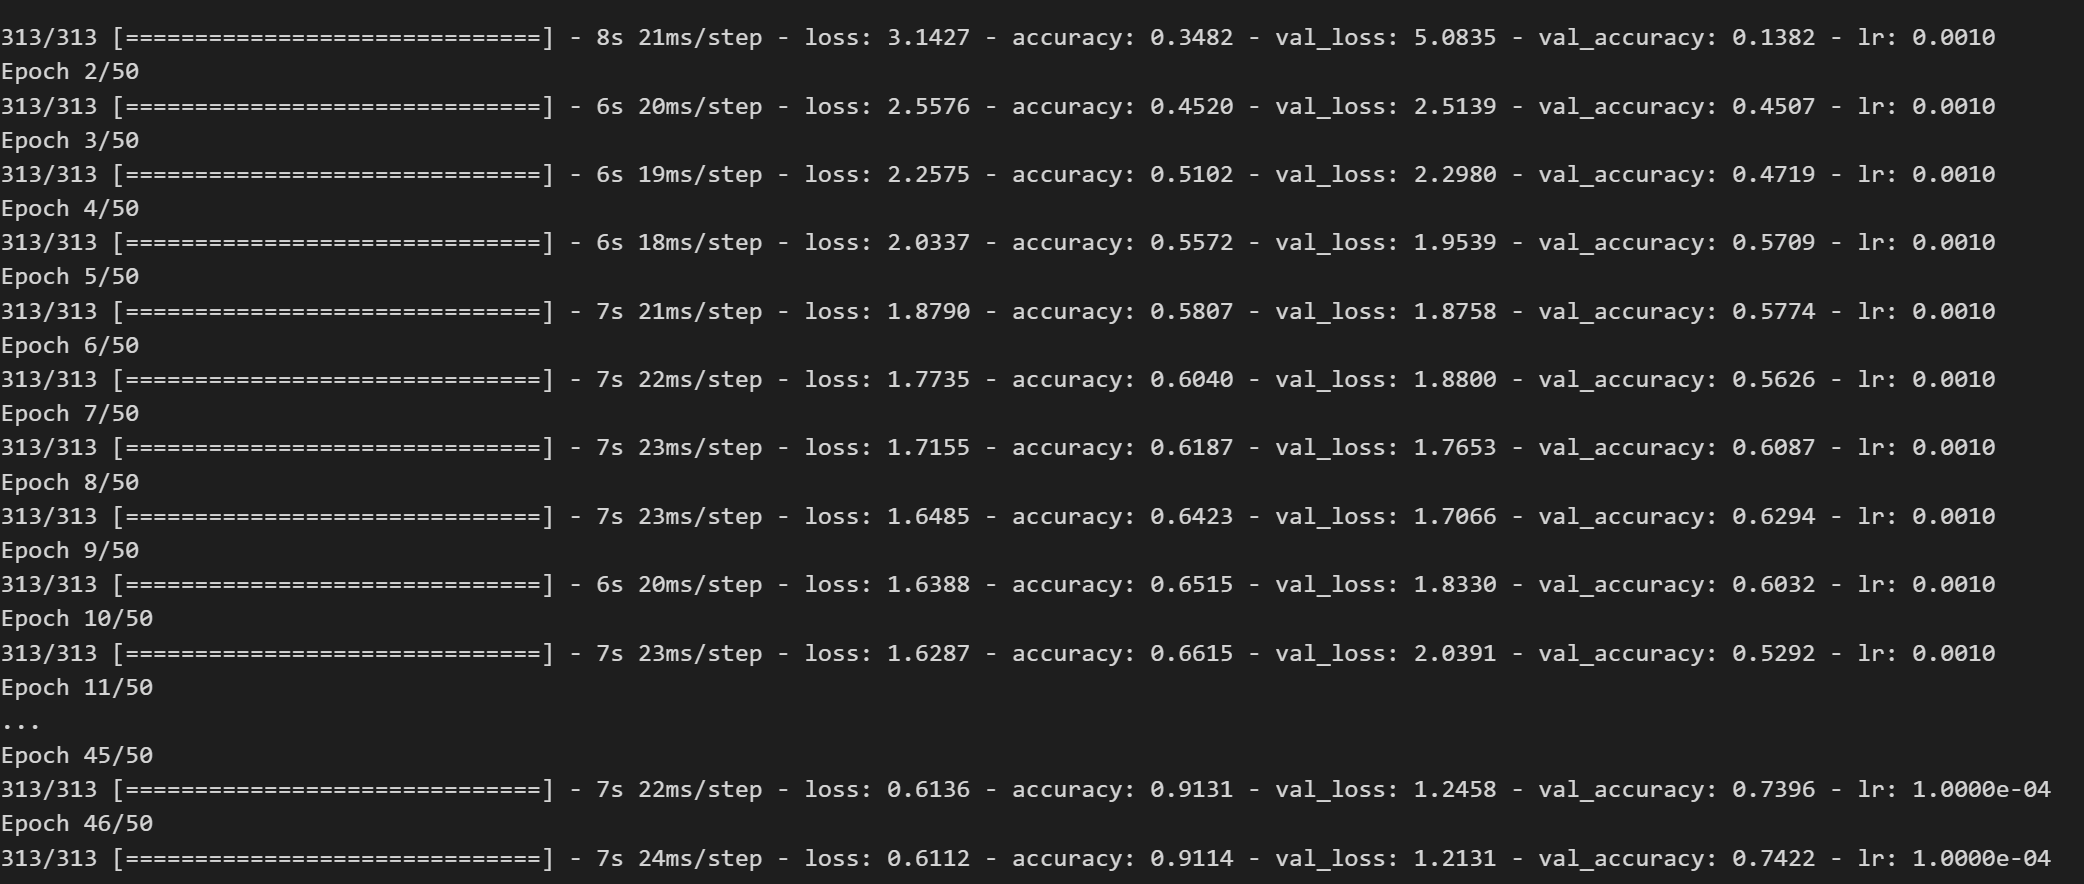 313/313 [==============================] - 8s 21ms/step - loss: 3.1427 - accuracy: 0.3482 - val_loss: 5.0835 - val_accuracy: 0.1382 - lr: 0.0010
Epoch 2/50
313/313 [==============================] - 6s 20ms/step - loss: 2.5576 - accuracy: 0.4520 - val_loss: 2.5139 - val_accuracy: 0.4507 - lr: 0.0010
Epoch 3/50
313/313 [==============================] - 6s 19ms/step - loss: 2.2575 - accuracy: 0.5102 - val_loss: 2.2980 - val_accuracy: 0.4719 - lr: 0.0010
Epoch 4/50
313/313 [==============================] - 6s 18ms/step - loss: 2.0337 - accuracy: 0.5572 - val_loss: 1.9539 - val_accuracy: 0.5709 - lr: 0.0010
Epoch 5/50
313/313 [==============================] - 7s 21ms/step - loss: 1.8790 - accuracy: 0.5807 - val_loss: 1.8758 - val_accuracy: 0.5774 - lr: 0.0010
Epoch 6/50
313/313 [==============================] - 7s 22ms/step - loss: 1.7735 - accuracy: 0.6040 - val_loss: 1.8800 - val_accuracy: 0.5626 - lr: 0.0010
Epoch 7/50
313/313 [==============================] - 7s 23ms/step - loss: 1.7155 - accuracy: 0.6187 - val_loss: 1.7653 - val_accuracy: 0.6087 - lr: 0.0010
Epoch 8/50
313/313 [==============================] - 7s 23ms/step - loss: 1.6485 - accuracy: 0.6423 - val_loss: 1.7066 - val_accuracy: 0.6294 - lr: 0.0010
Epoch 9/50
313/313 [==============================] - 6s 20ms/step - loss: 1.6388 - accuracy: 0.6515 - val_loss: 1.8330 - val_accuracy: 0.6032 - lr: 0.0010
Epoch 10/50
313/313 [==============================] - 7s 23ms/step - loss: 1.6287 - accuracy: 0.6615 - val_loss: 2.0391 - val_accuracy: 0.5292 - lr: 0.0010
Epoch 11/50
...
Epoch 45/50
313/313 [==============================] - 7s 22ms/step - loss: 0.6136 - accuracy: 0.9131 - val_loss: 1.2458 - val_accuracy: 0.7396 - lr: 1.0000e-04
Epoch 46/50
313/313 [==============================] - 7s 24ms/step - loss: 0.6112 - accuracy: 0.9114 - val_loss: 1.2131 - val_accuracy: 0.7422 - lr: 1.0000e-04